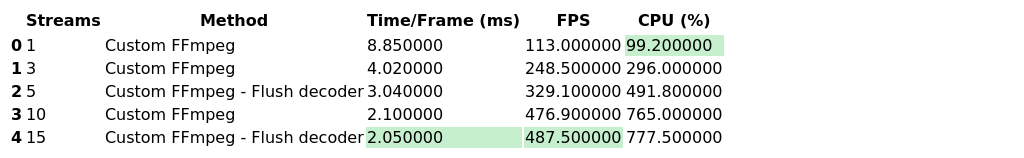 Streams Method Time/Frame (ms) FPS CPU (%)
0 1 Custom FFmpeg 8.850000 113.000000 99.200000
1 3 Custom FFmpeg 4.020000 248.500000 296.000000
2 5 Custom FFmpeg - Flush decoder 3.040000 329.100000 491.800000
3 10 Custom FFmpeg 2.100000 476.900000 765.000000
4 15 Custom FFmpeg - Flush decoder 2.050000 487.500000 777.500000